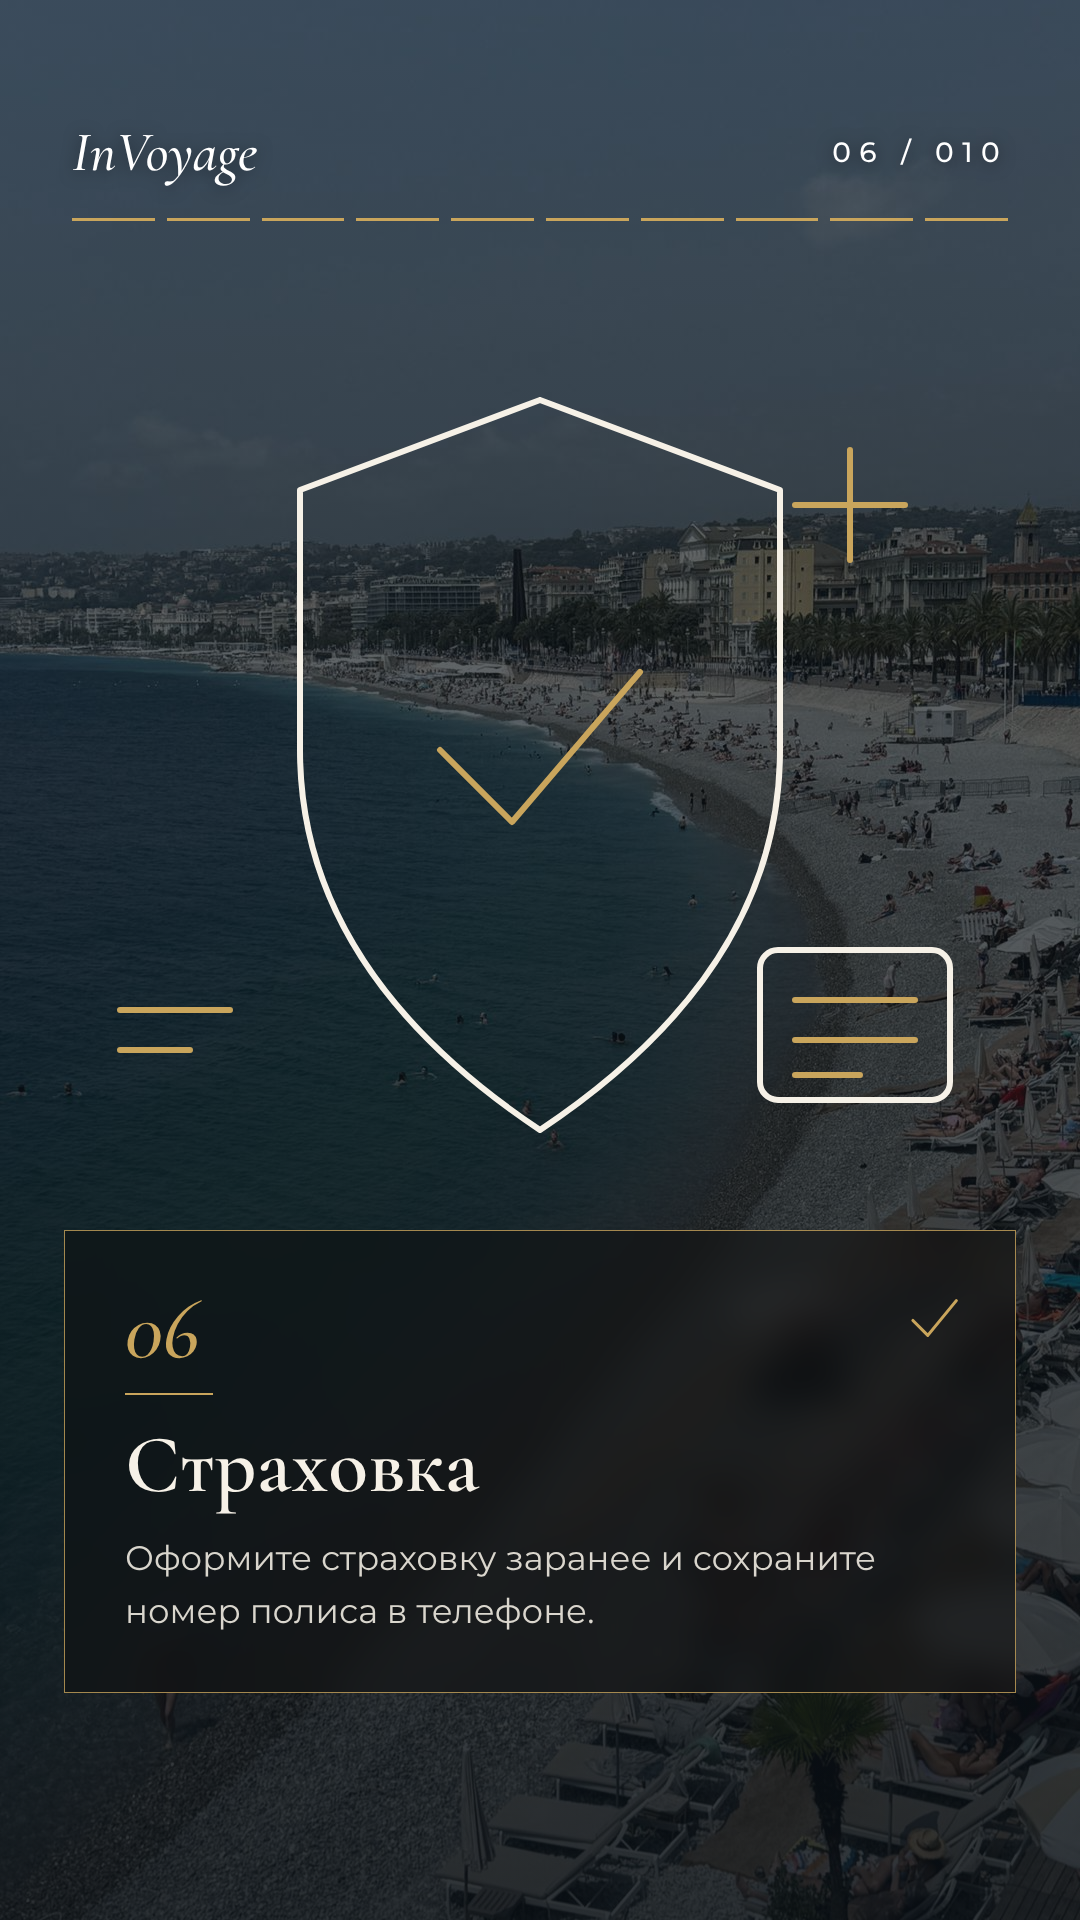 InVoyage
06 / 010
06
Страховка
Оформите страховку заранее и сохраните
номер полиса в телефоне.